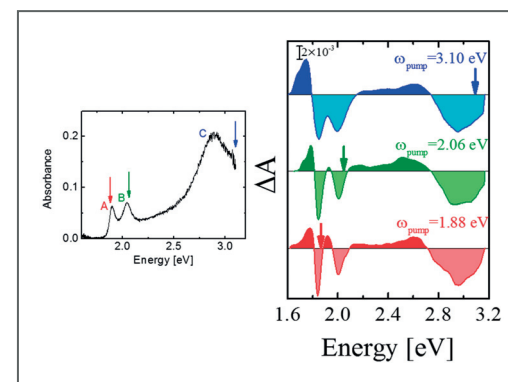 2×10⁻³
ω_pump=3.10 eV
ω_pump=2.06 eV
ω_pump=1.88 eV
ΔA
1.6 2.0 2.4 2.8 3.2
Energy [eV]
C
B
A
0.2
0.1
0.0
Absorbance
2.0 2.5 3.0
Energy [eV]